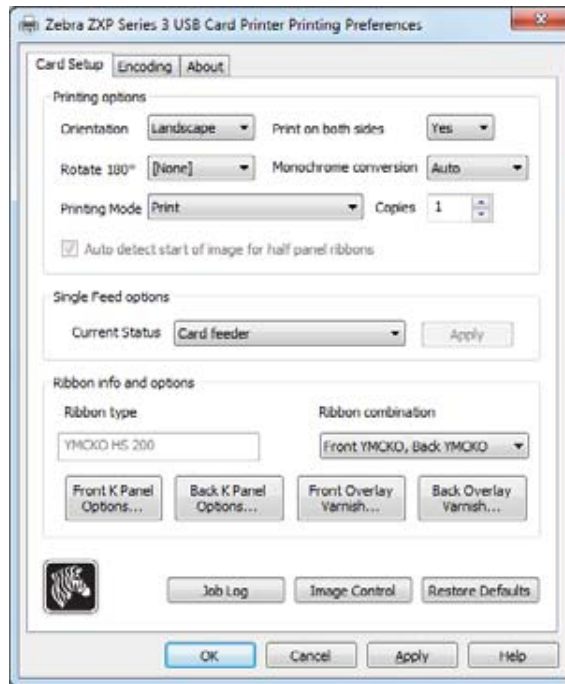 Zebra ZXP Series 3 USB Card Printer Printing Preferences
Card Setup Encoding About
Printing options
Orientation Landscape Print on both sides Yes
Rotate 180° [None] Monochrome conversion Auto
Printing Mode Print Copies 1
Auto detect start of image for half panel ribbons
Single Feed options
Current Status Card feeder Apply
Ribbon info and options
Ribbon type Ribbon combination
YMCKO HS 200 Front YMCKO, Back YMCKO
Front K Panel Back K Panel Front Overlay Back Overlay
Options... Options... Varnish... Varnish...
Job Log Image Control Restore Defaults
OK Cancel Apply Help